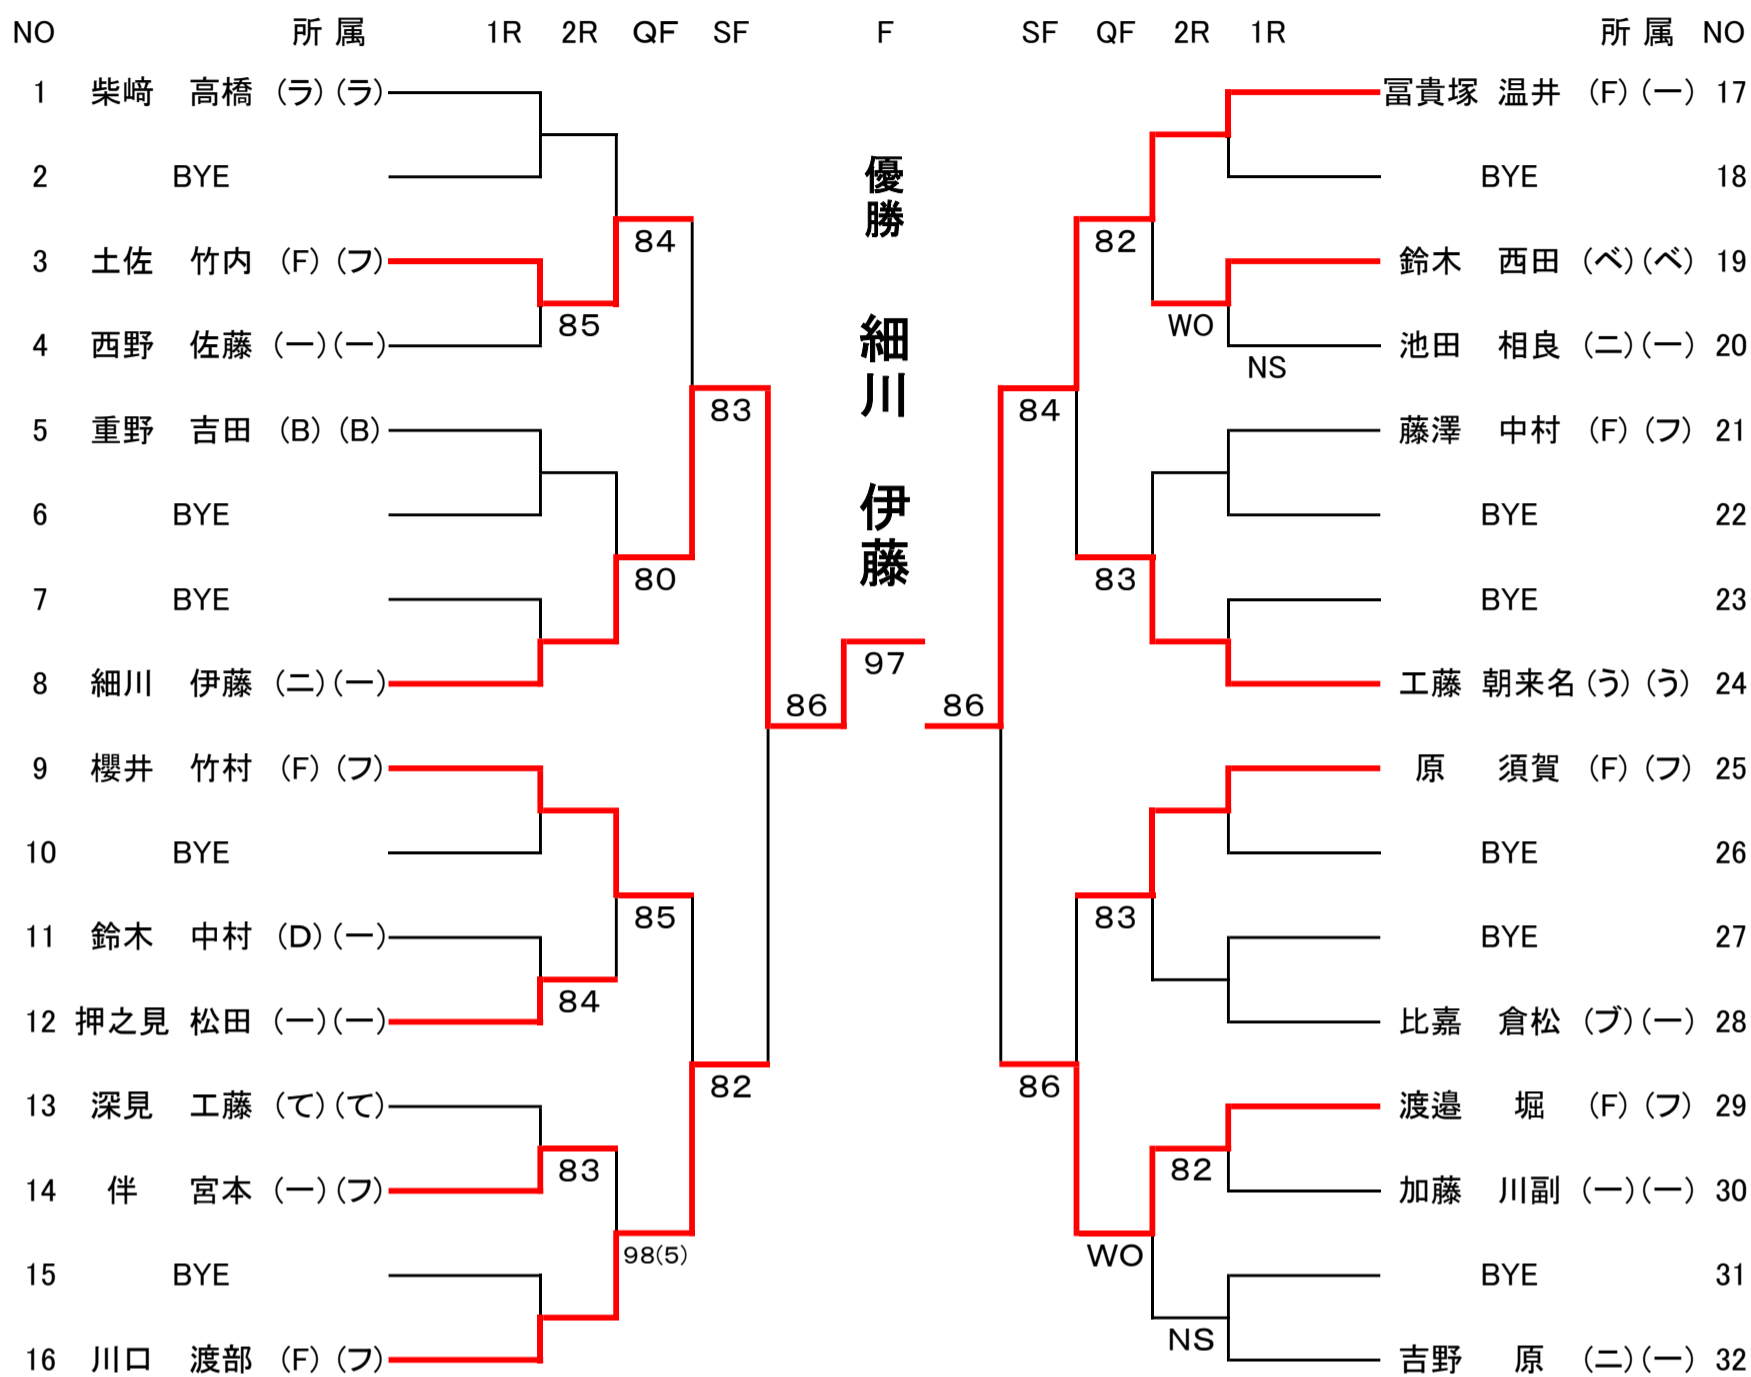 NO 所 属 1R 2R QF SF F SF QF 2R 1R 所 属 NO
1 柴﨑 高橋 (ラ) (ラ) 冨貴塚 温井 (F) (一) 17
2 BYE BYE 18
優勝
84 82
3 土佐 竹内 (F) (フ) 鈴木 西田 (ベ) (ベ) 19
85 WO
4 西野 佐藤 (一) (一) 池田 相良 (ニ) (一) 20
NS
細川
83 84
5 重野 吉田 (B) (B) 藤澤 中村 (F) (フ) 21
6 BYE BYE 22
伊藤
80 83
7 BYE BYE 23
97
8 細川 伊藤 (ニ) (一) 工藤 朝来名 (う) (う) 24
86 86
9 櫻井 竹村 (F) (フ) 原 須賀 (F) (フ) 25
10 BYE BYE 26
85 83
11 鈴木 中村 (D) (一) BYE 27
84
12 押之見 松田 (一) (一) 比嘉 倉松 (ブ) (一) 28
82 86
13 深見 工藤 (て) (て) 渡邉 堀 (F) (フ) 29
83 82
14 伴 宮本 (一) (フ) 加藤 川副 (一) (一) 30
98(5) WO
15 BYE BYE 31
NS
16 川口 渡部 (F) (フ) 吉野 原 (ニ) (一) 32